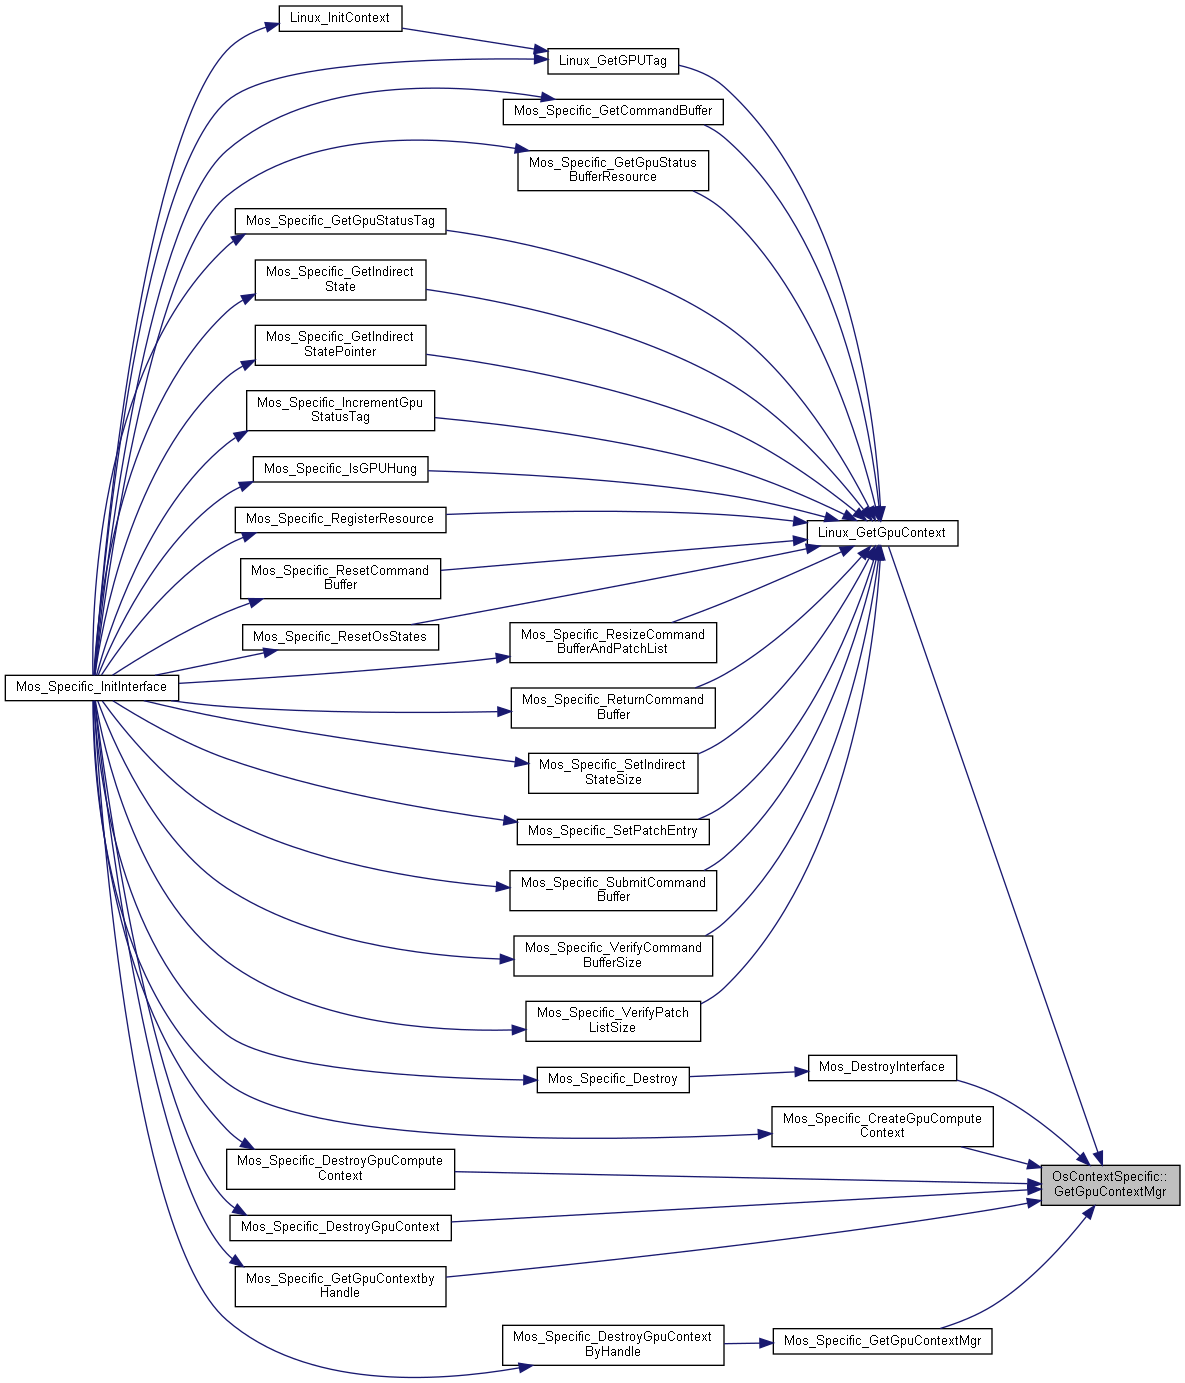 Linux_InitContext
Linux_GetGPUTag
Mos_Specific_GetCommandBuffer
Mos_Specific_GetGpuStatus
BufferResource
Mos_Specific_GetGpuStatusTag
Mos_Specific_GetIndirect
State
Mos_Specific_GetIndirect
StatePointer
Mos_Specific_IncrementGpu
StatusTag
Mos_Specific_IsGPUHung
Mos_Specific_RegisterResource
Linux_GetGpuContext
Mos_Specific_ResetCommand
Buffer
Mos_Specific_ResetOsStates
Mos_Specific_ResizeCommand
BufferAndPatchList
Mos_Specific_InitInterface
Mos_Specific_ReturnCommand
Buffer
Mos_Specific_SetIndirect
StateSize
Mos_Specific_SetPatchEntry
Mos_Specific_SubmitCommand
Buffer
Mos_Specific_VerifyCommand
BufferSize
Mos_Specific_VerifyPatch
ListSize
Mos_DestroyInterface
Mos_Specific_Destroy
Mos_Specific_CreateGpuCompute
Context
Mos_Specific_DestroyGpuCompute
Context
OsContextSpecific::
GetGpuContextMgr
Mos_Specific_DestroyGpuContext
Mos_Specific_GetGpuContextby
Handle
Mos_Specific_DestroyGpuContext
ByHandle
Mos_Specific_GetGpuContextMgr